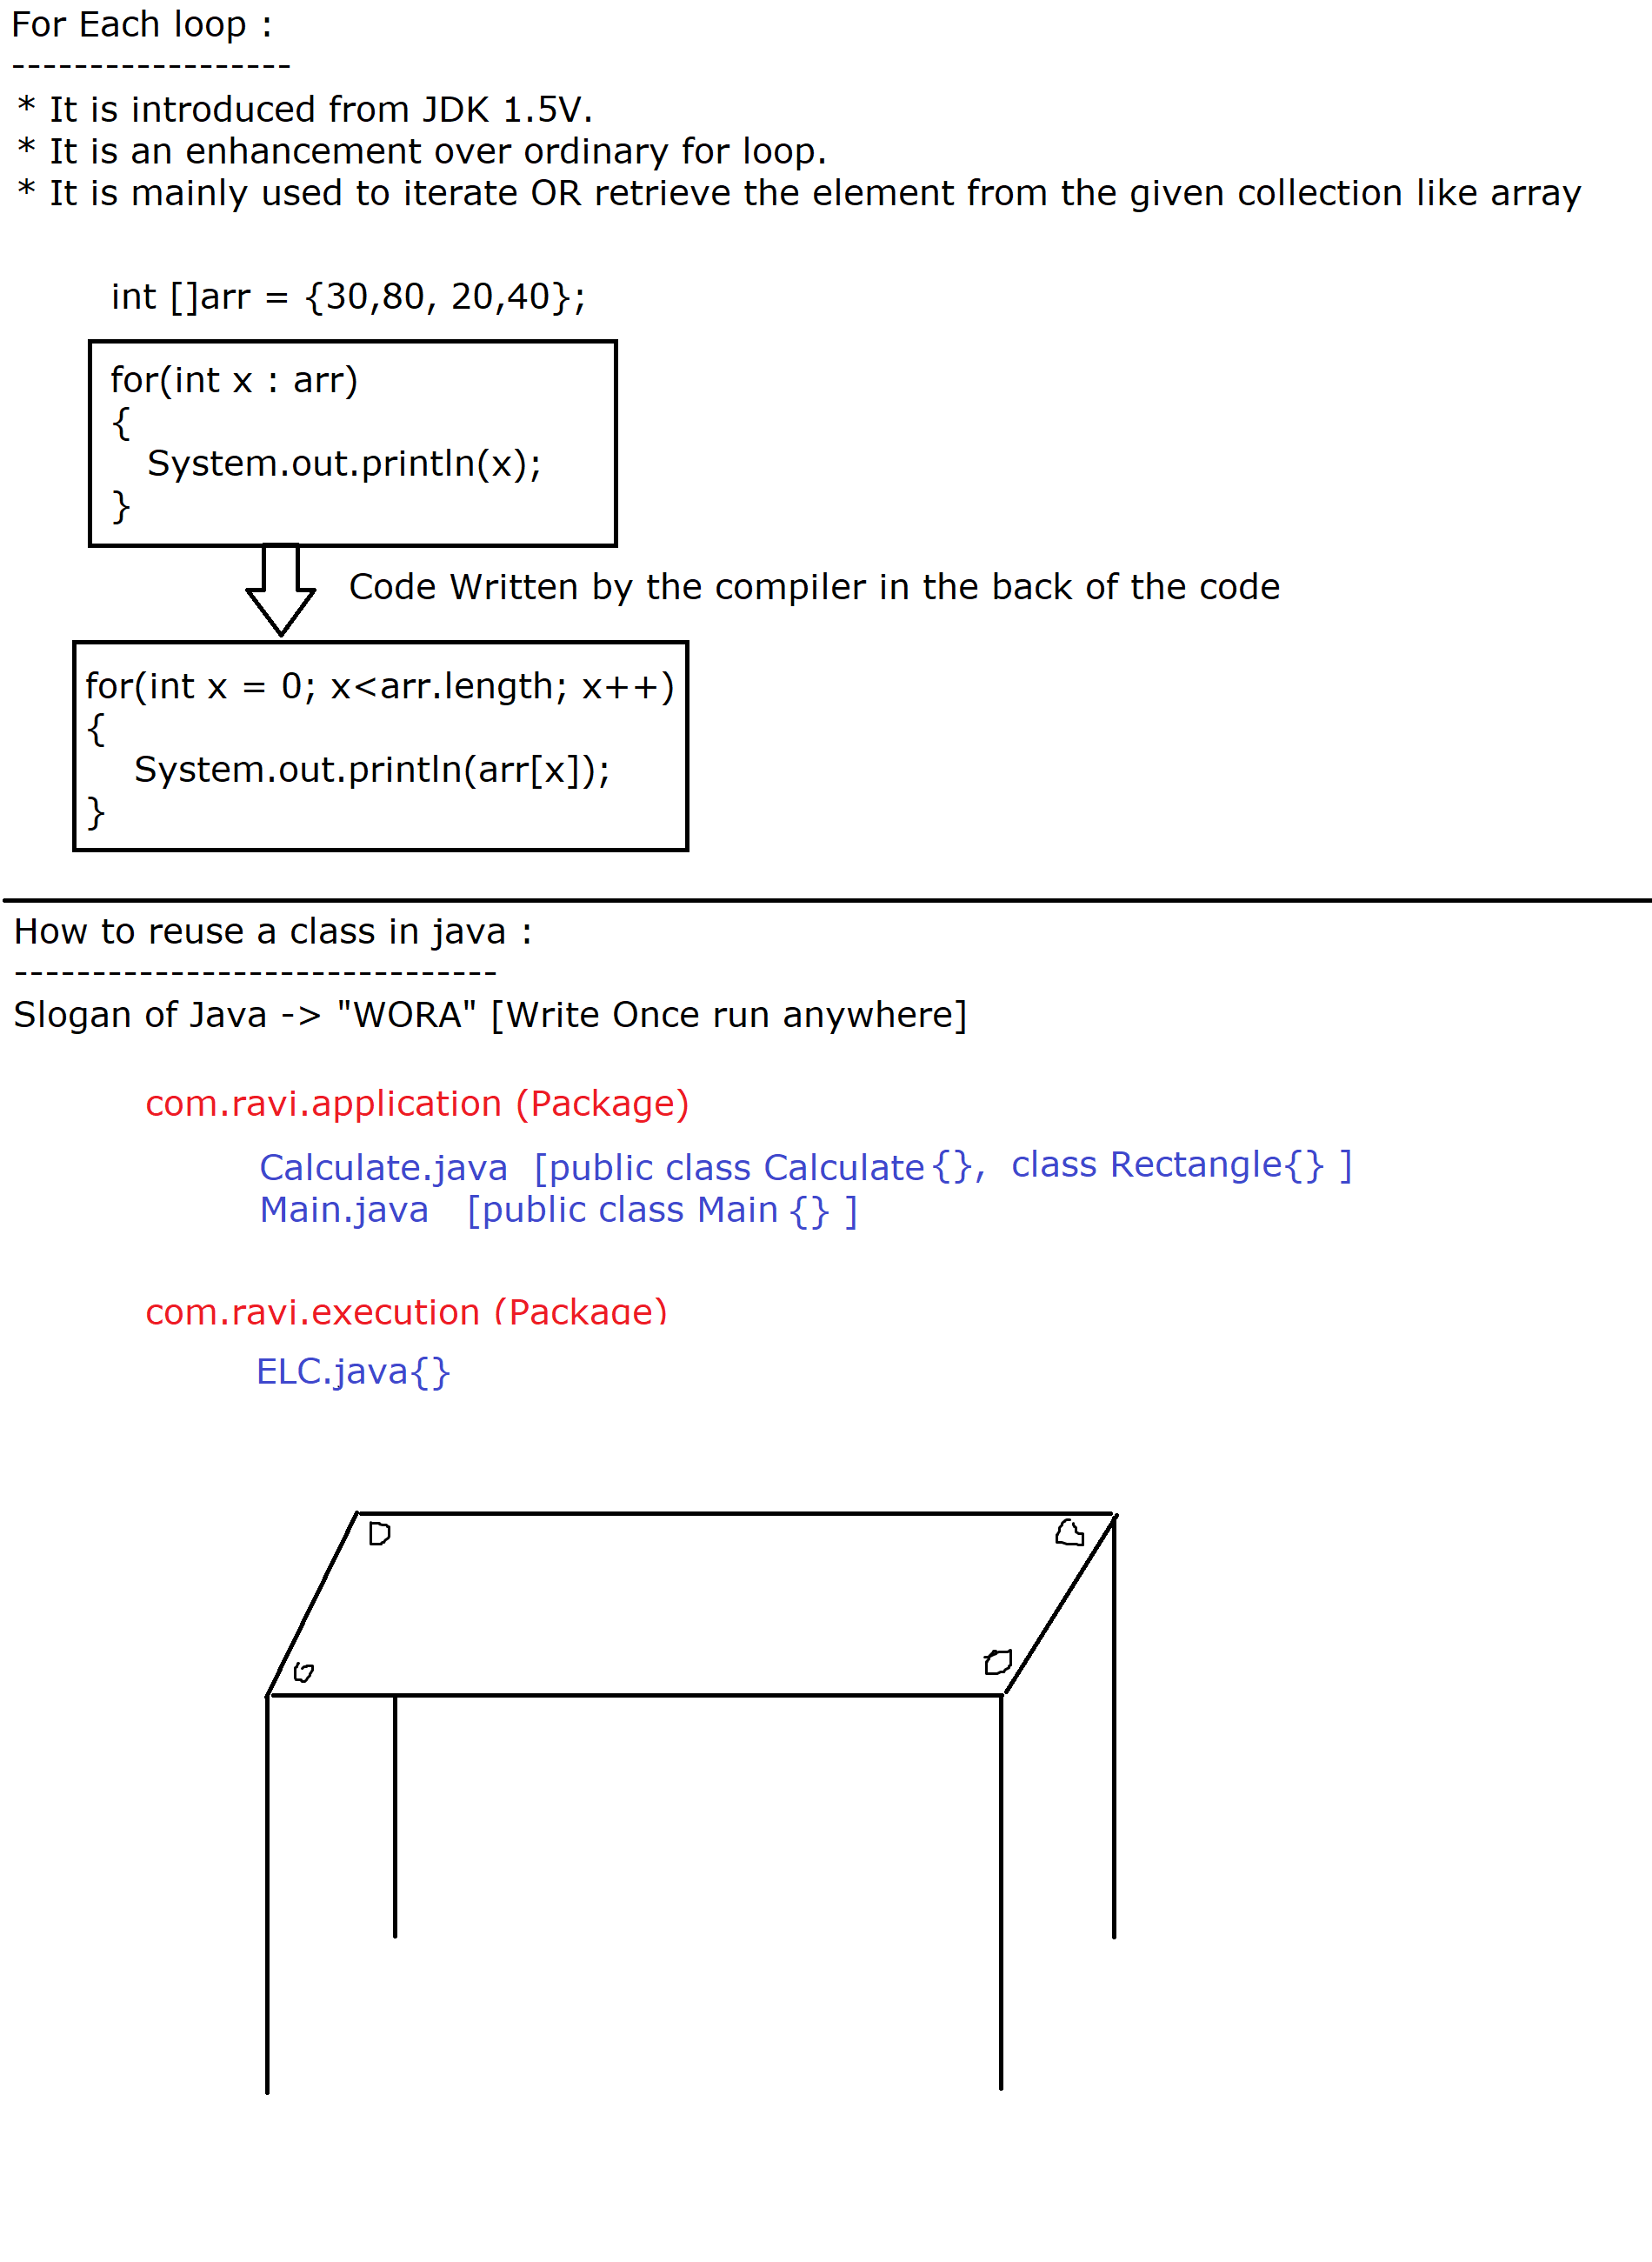 For Each loop :
------------------
* It is introduced from JDK 1.5V.
* It is an enhancement over ordinary for loop.
* It is mainly used to iterate OR retrieve the element from the given collection like array
int []arr = {30,80, 20,40};
for(int x : arr)
{
System.out.println(x);
}
Code Written by the compiler in the back of the code
for(int x = 0; x<arr.length; x++)
{
System.out.println(arr[x]);
}
How to reuse a class in java :
-------------------------------
Slogan of Java -> "WORA" [Write Once run anywhere]
com.ravi.application (Package)
Calculate.java [public class Calculate{}, class Rectangle{} ]
Main.java [public class Main {} ]
com.ravi.execution (Package)
ELC.java{}